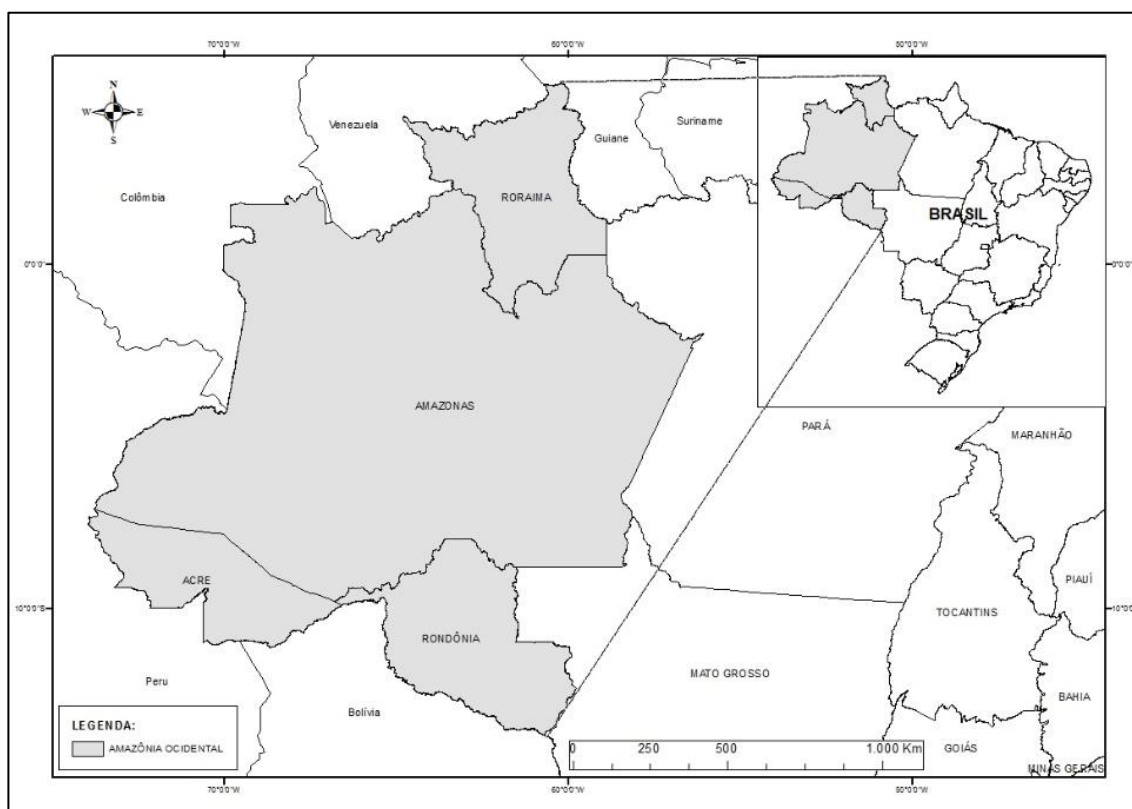 70°0'0"W
60°0'0"W
50°0'0"W
N
W
E
S
Venezuela
Guiane
Suriname
Colômbia
RORAIMA
BRASIL
0°0'0"
0°0'0"
AMAZONAS
PARÁ
MARANHÃO
ACRE
PIAUÍ
10°0'0"S
10°0'0"S
TOCANTINS
RONDÔNIA
MATO GROSSO
Peru
Bolívia
BAHIA
LEGENDA:
AMAZÔNIA OCIDENTAL
0
250
500
1.000 Km
GOIÁS
MINAS GERAIS
70°0'0"W
60°0'0"W
50°0'0"W